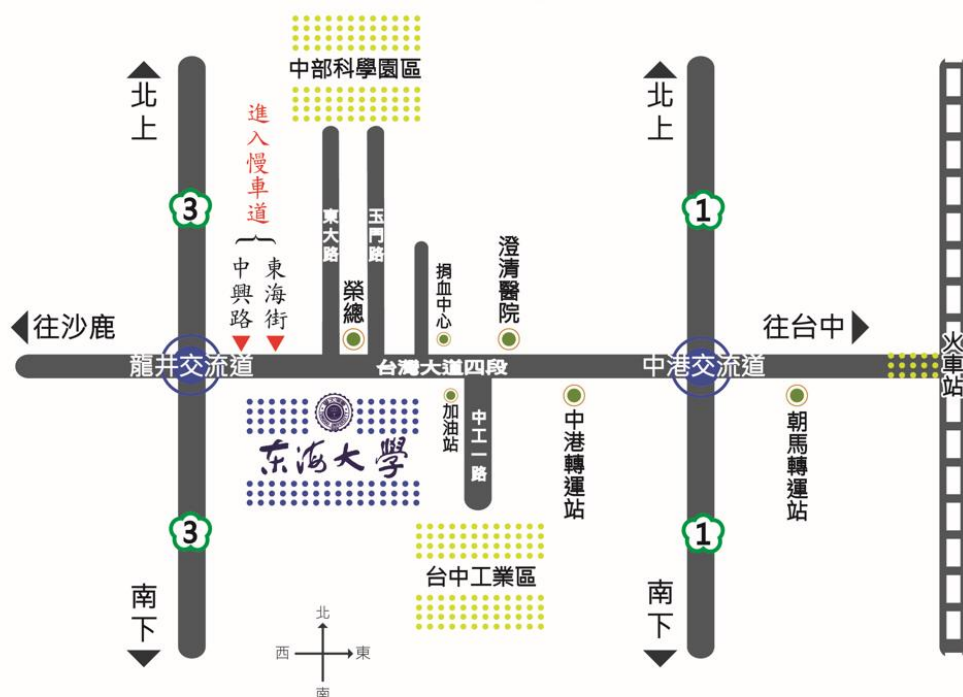 中部科學園區
北上
進入慢車道
3
中興路
東海街
東大路
玉門路
榮總
捐血中心
澄清醫院
北上
1
往沙鹿
往台中
龍井交流道
台灣大道四段
中港交流道
火車站
东海大學
加油站
中工一路
中港轉運站
朝馬轉運站
3
1
台中工業區
南下
南下
北
西
東
南